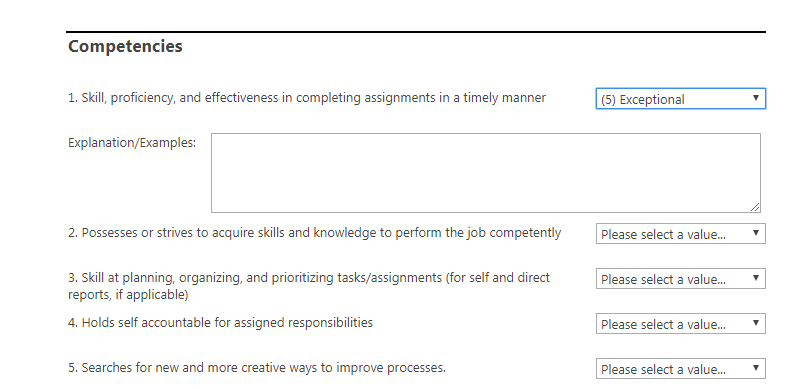 Competencies
1. Skill, proficiency, and effectiveness in completing assignments in a timely manner
(5) Exceptional
Explanation/Examples:
2. Possesses or strives to acquire skills and knowledge to perform the job competently
Please select a value...
3. Skill at planning, organizing, and prioritizing tasks/assignments (for self and direct
reports, if applicable)
Please select a value...
4. Holds self accountable for assigned responsibilities
Please select a value...
5. Searches for new and more creative ways to improve processes.
Please select a value...